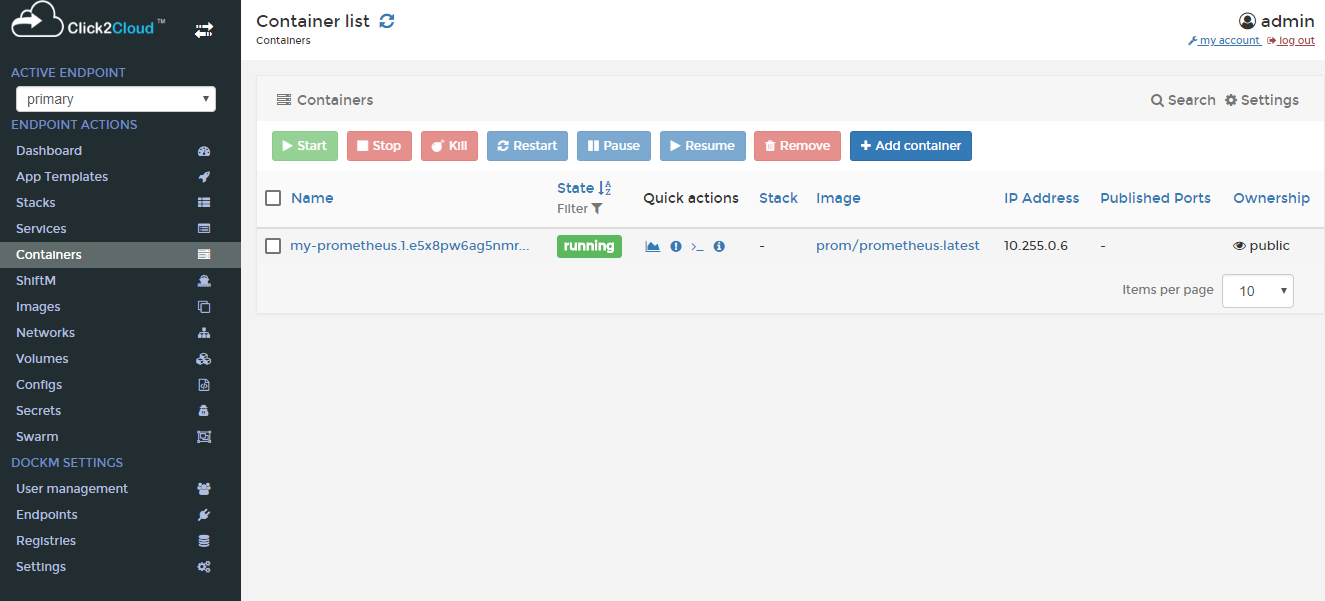 Click2Cloud™
ACTIVE ENDPOINT
primary
ENDPOINT ACTIONS
Dashboard
App Templates
Stacks
Services
Containers
ShiftM
Images
Networks
Volumes
Configs
Secrets
Swarm
DOCKM SETTINGS
User management
Endpoints
Registries
Settings
Container list
Containers
admin
my account log out
Containers
Search Settings
Start Stop Kill Restart Pause Resume Remove Add container
Name State Filter Quick actions Stack Image IP Address Published Ports Ownership
my-prometheus.1.e5x8pw6ag5nmr... running - prom/prometheus:latest 10.255.0.6 - public
Items per page 10